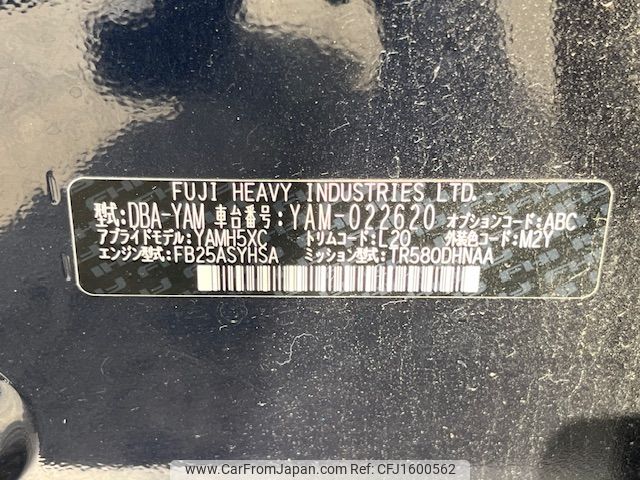 FUJI HEAVY INDUSTRIES LTD.
型式:DBA-YAM 車台番号:YAM-022620 オプションコード:ABC
アプライドモデル:YAMH5XC トリムコード:L20 外装色コード:M2Y
エンジン型式:FB25ASYHSA ミッション型式:TR580DHNAA
www.CarFromJapan.com | Photo ID: CFJ1600562